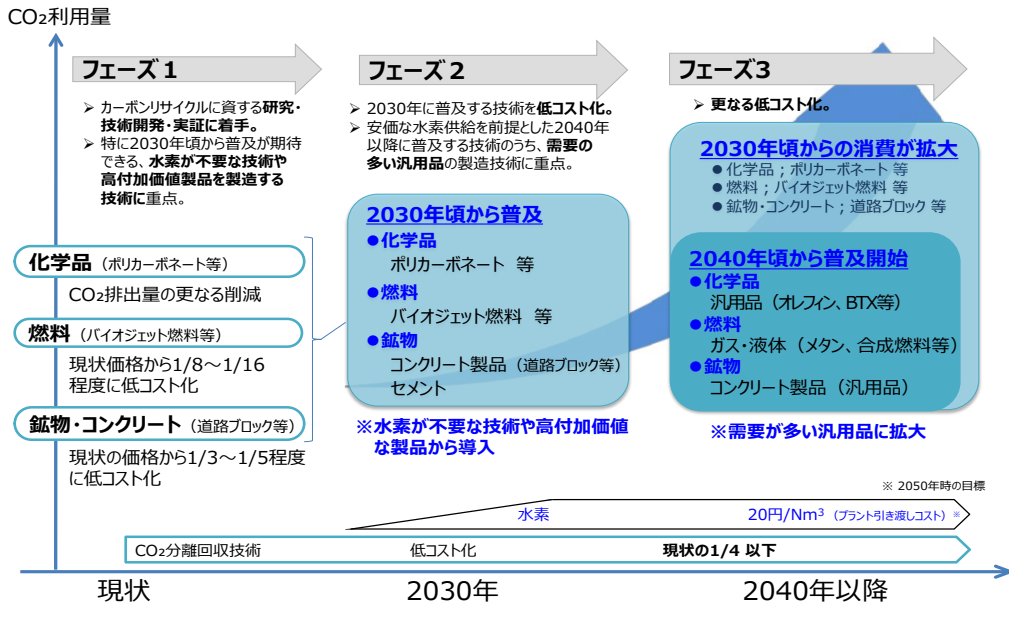 CO₂利用量
フェーズ１
➢ カーボンリサイクルに資する研究・
技術開発・実証に着手。
➢ 特に2030年頃から普及が期待
できる、水素が不要な技術や
高付加価値製品を製造する
技術に重点。
化学品（ポリカーボネート等）
CO₂排出量の更なる削減
燃料（バイオジェット燃料等）
現状価格から1/8～1/16
程度に低コスト化
鉱物・コンクリート（道路ブロック等）
現状の価格から1/3～1/5程度
に低コスト化
フェーズ２
➢ 2030年に普及する技術を低コスト化。
➢ 安価な水素供給を前提とした2040年
以降に普及する技術のうち、需要の
多い汎用品の製造技術に重点。
2030年頃から普及
●化学品
ポリカーボネート 等
●燃料
バイオジェット燃料 等
●鉱物
コンクリート製品（道路ブロック等）
セメント
※水素が不要な技術や高付加価値
な製品から導入
フェーズ3
➢ 更なる低コスト化。
2030年頃からの消費が拡大
● 化学品；ポリカーボネート 等
● 燃料；バイオジェット燃料 等
● 鉱物・コンクリート；道路ブロック 等
2040年頃から普及開始
●化学品
汎用品（オレフィン、BTX等）
●燃料
ガス・液体（メタン、合成燃料等）
●鉱物
コンクリート製品（汎用品）
※需要が多い汎用品に拡大
※ 2050年時の目標
水素 20円/Nm³（プラント引き渡しコスト）※
CO₂分離回収技術 低コスト化 現状の1/4 以下
現状 2030年 2040年以降